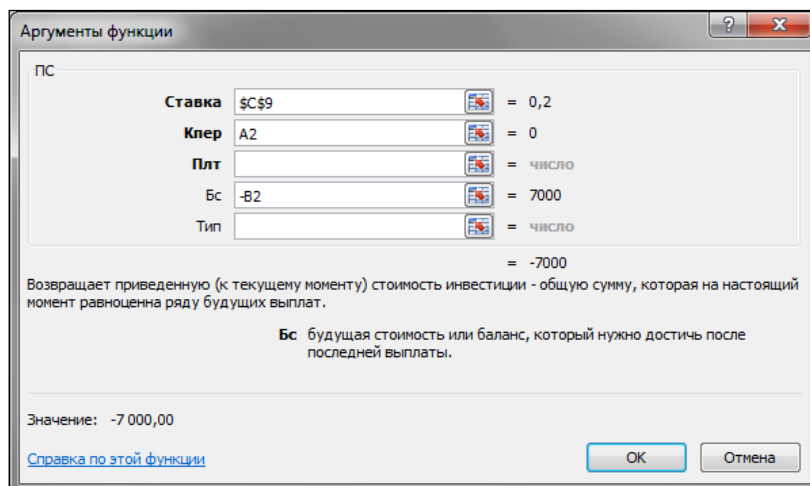 Аргументы функции
ПС
Ставка $C$9 = 0,2
Кпер A2 = 0
Плт = число
Бс -B2 = 7000
Тип = число
= -7000
Возвращает приведенную (к текущему моменту) стоимость инвестиции - общую сумму, которая на настоящий
момент равноценна ряду будущих выплат.
Бс будущая стоимость или баланс, который нужно достичь после
последней выплаты.
Значение: -7 000,00
Справка по этой функции
ОК Отмена